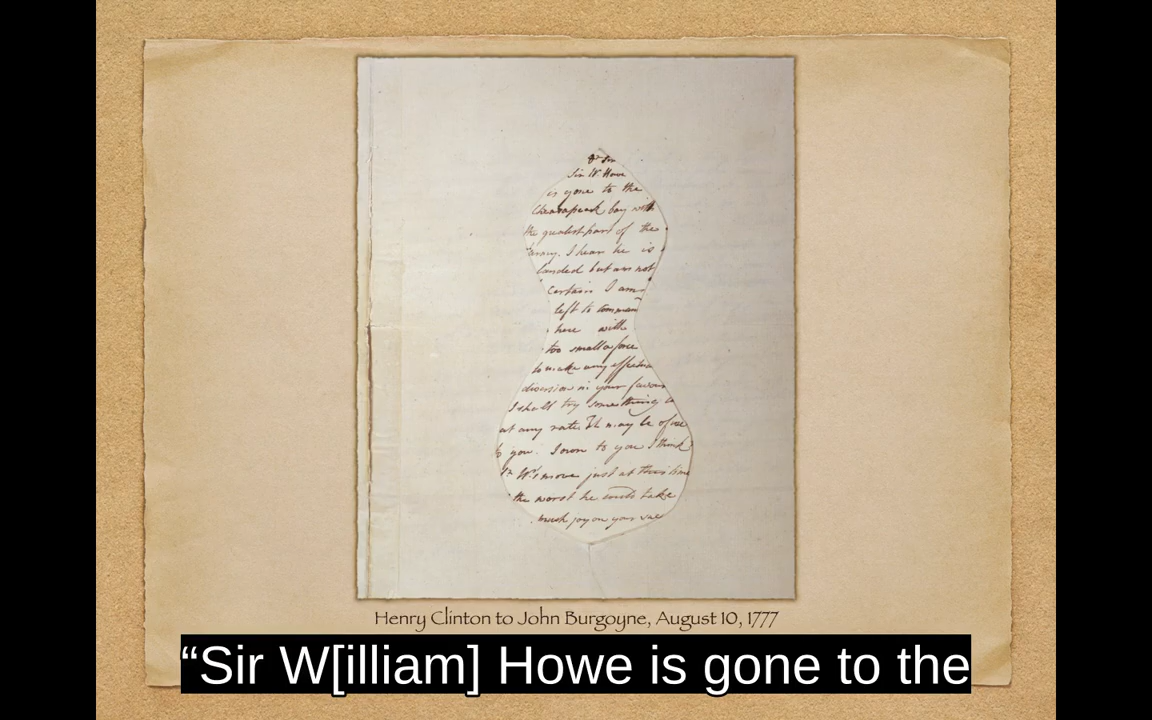 Dr Sir
Sir W. Howe
is gone to the
Chesapeak bay with
the greatest part of the
army. I hear he is
landed but am not
certain. I am
left to command
here with
too small a force
to make any effectual
diversion in your favour
I shall try something
at any rate. It may be of use
to you. I own to you I think
Sr W's move just at this time
the worst he could take
much joy on your
Henry Clinton to John Burgoyne, August 10, 1777
“Sir W[illiam] Howe is gone to the